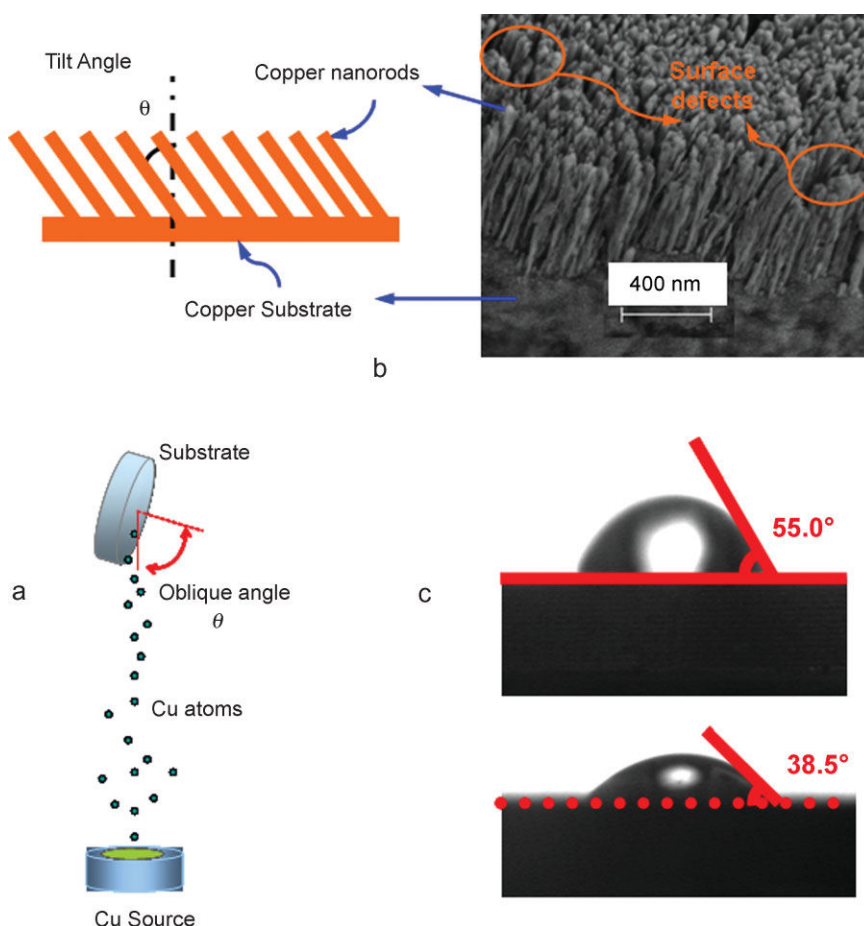 Tilt Angle
θ
Copper nanorods
Surface
defects
400 nm
Copper Substrate
b
Substrate
a
Oblique angle
θ
Cu atoms
Cu Source
c
55.0°
38.5°